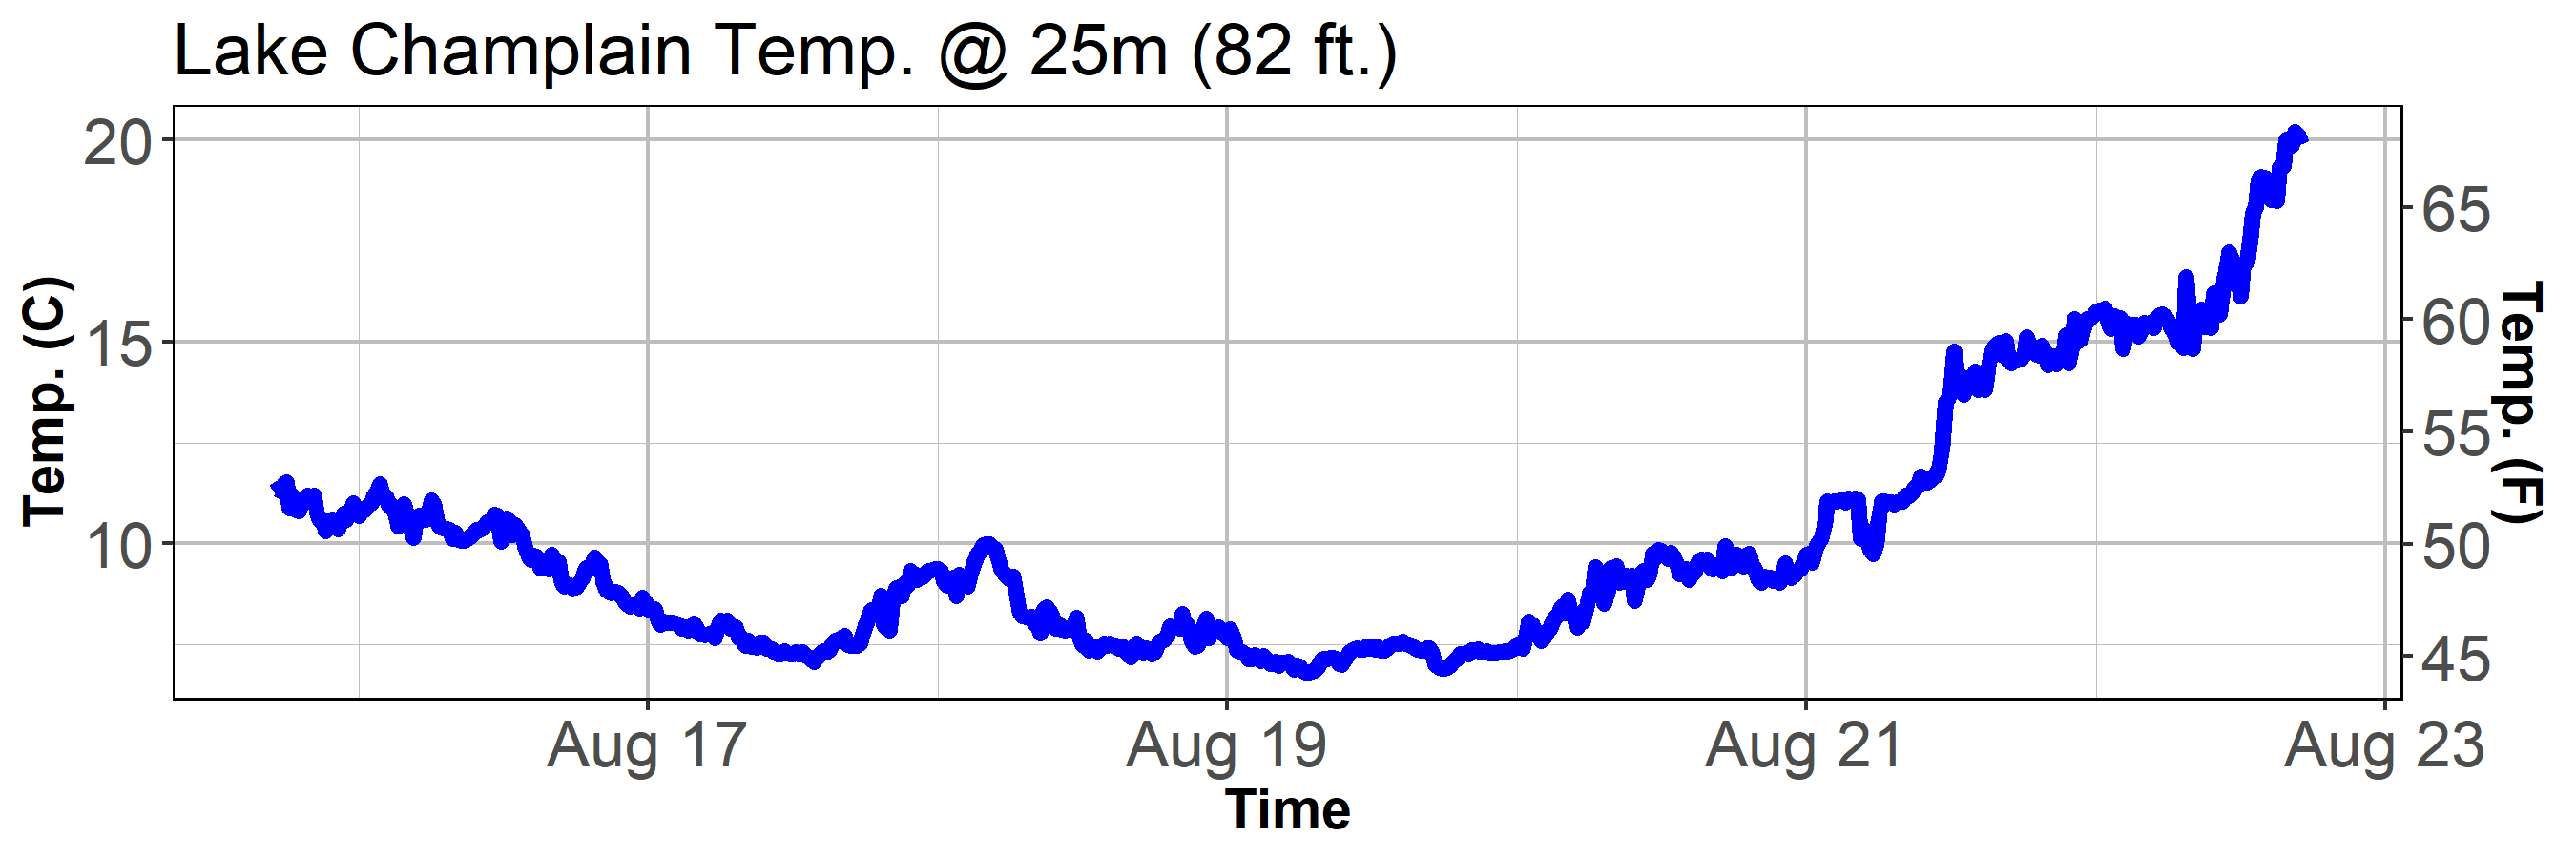 Lake Champlain Temp. @ 25m (82 ft.)
Temp. (C)
20
15
10
65
60
55
50
45
Temp. (F)
Aug 17 Aug 19 Aug 21 Aug 23
Time